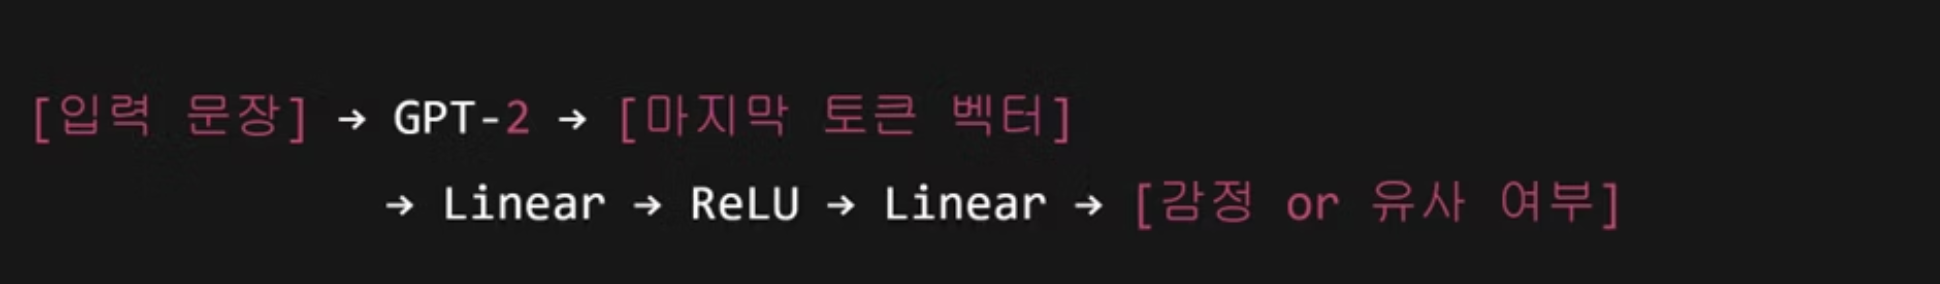 [입력 문장] → GPT-2 → [마지막 토큰 벡터]
→ Linear → ReLU → Linear → [감정 or 유사 여부]